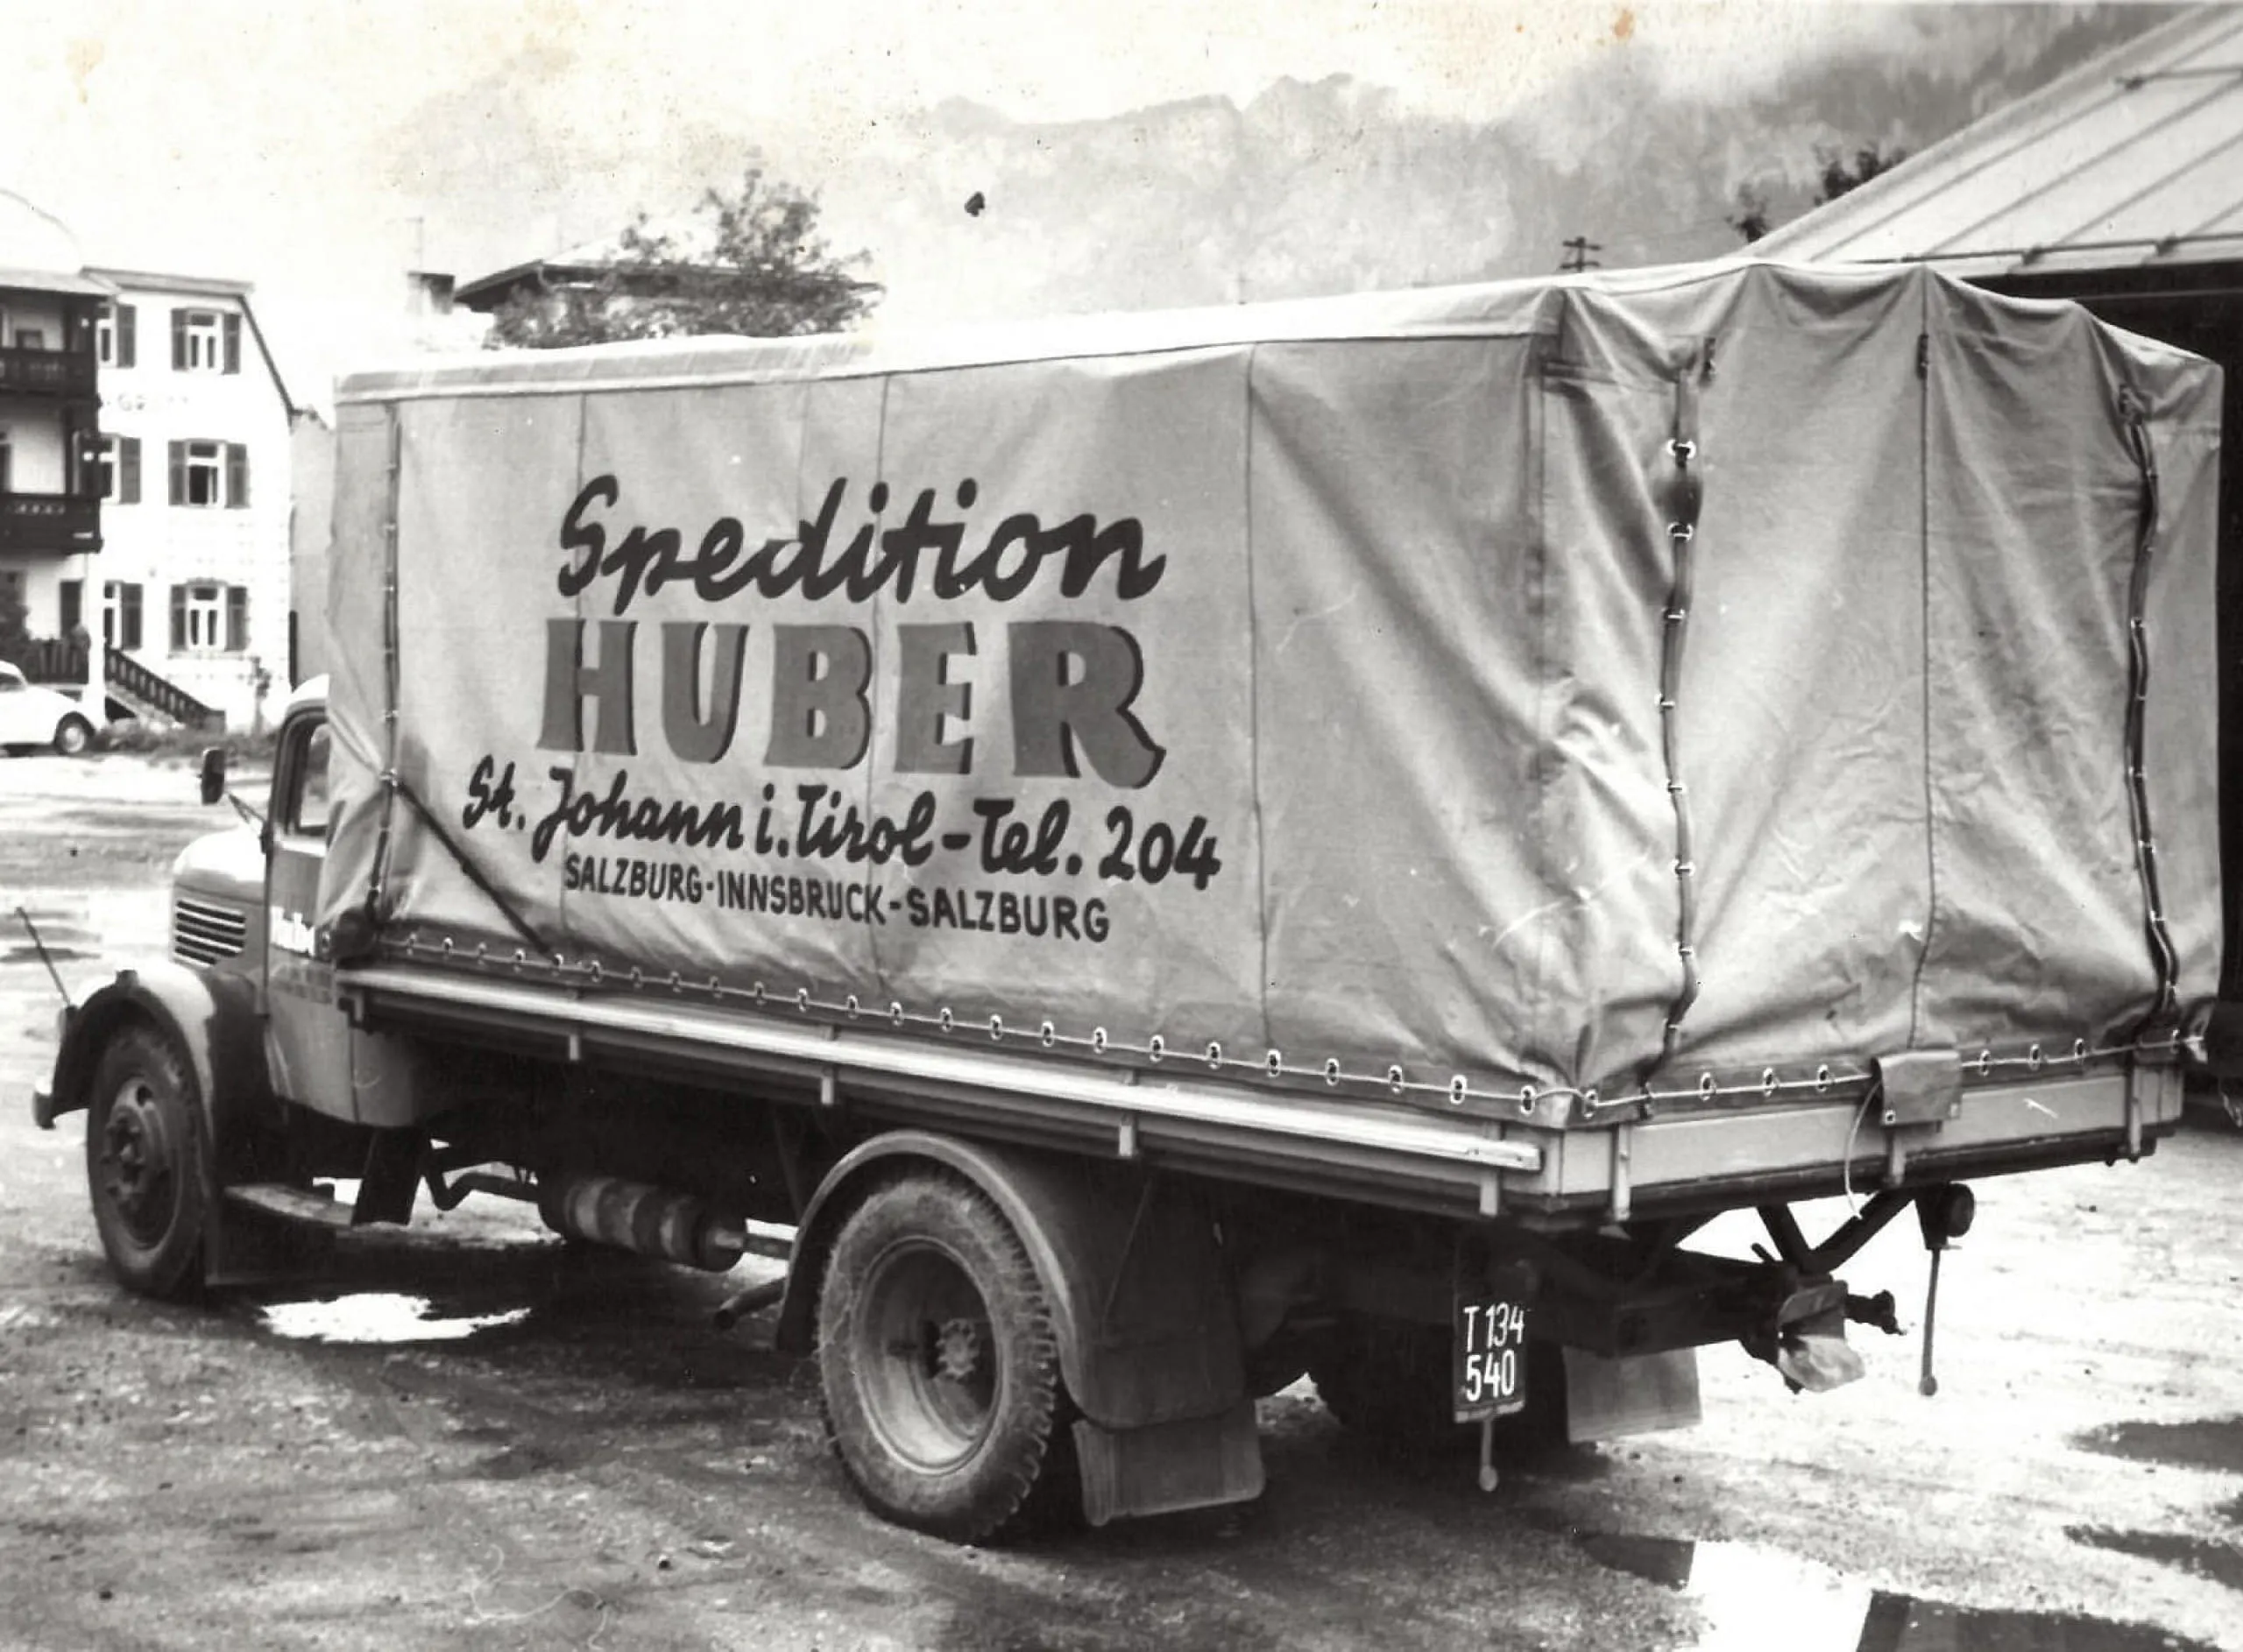 Spedition
HUBER
St. Johann i. Tirol - Tel. 204
SALZBURG - INNSBRUCK - SALZBURG
T 134
540